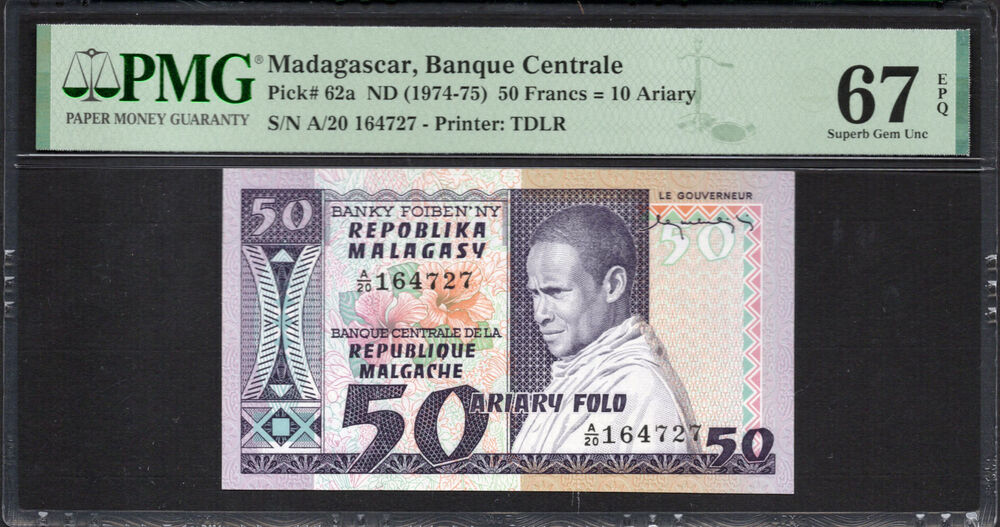 PMG®
PAPER MONEY GUARANTY
Madagascar, Banque Centrale
Pick# 62a ND (1974-75) 50 Francs = 10 Ariary
S/N A/20 164727 - Printer: TDLR
67 EPQ
Superb Gem Unc
50
BANKY FOIBEN'NY
REPOBLIKA
MALAGASY
A/20 164727
BANQUE CENTRALE DE LA
REPUBLIQUE
MALGACHE
50
ARIARY FOLO
LE GOUVERNEUR
50
A/20 164727
50